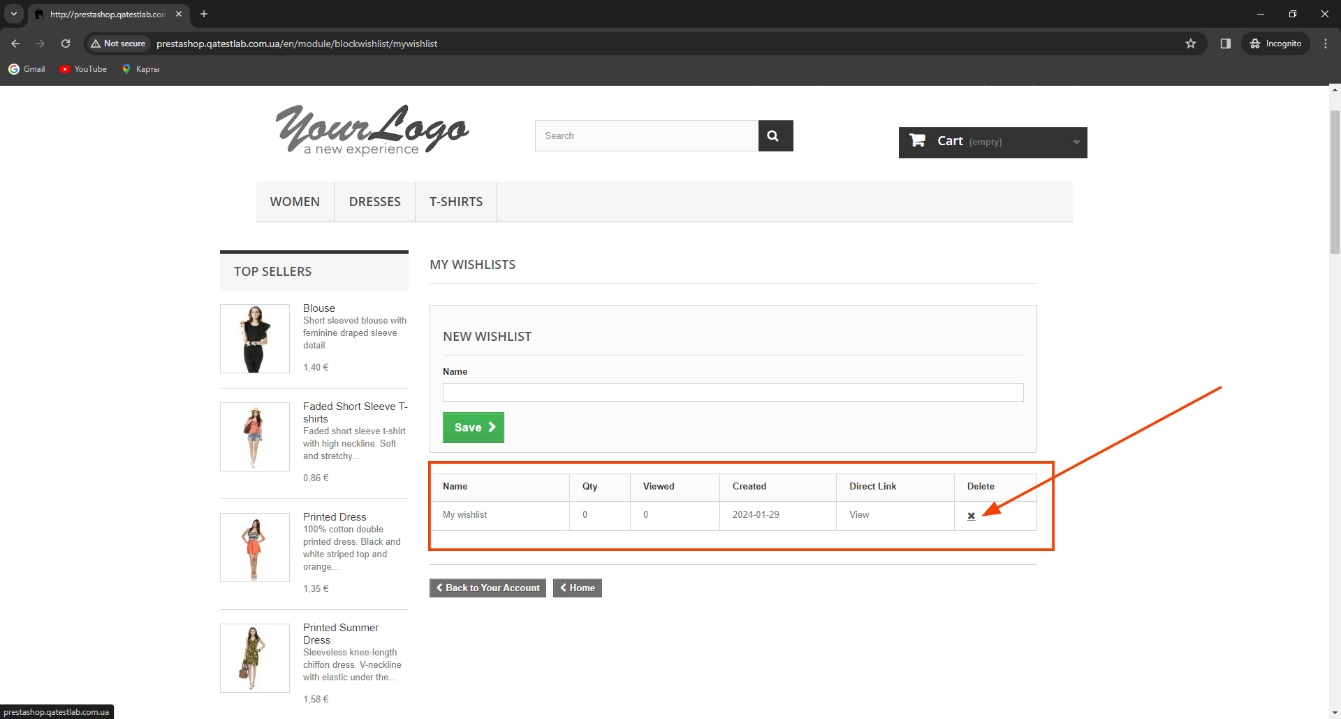 http://prestashop.qatestlab.com
Not secure
prestashop.qatestlab.com.ua/en/module/blockwishlist/mywishlist
Incognito
Gmail
YouTube
Карты
YourLogo
a new experience
Search
Cart (empty)
WOMEN
DRESSES
T-SHIRTS
TOP SELLERS
Blouse
Short sleeved blouse with
feminine draped sleeve
detail.
1,40 €
Faded Short Sleeve T-
shirts
Faded short sleeve t-shirt
with high neckline. Soft
and stretchy...
0,86 €
Printed Dress
100% cotton double
printed dress. Black and
white striped top and
orange...
1,35 €
Printed Summer
Dress
Sleeveless knee-length
chiffon dress. V-neckline
with elastic under the...
1,58 €
MY WISHLISTS
NEW WISHLIST
Name
Save
Name Qty Viewed Created Direct Link Delete
My wishlist 0 0 2024-01-29 View
Back to Your Account
Home
prestashop.qatestlab.com.ua